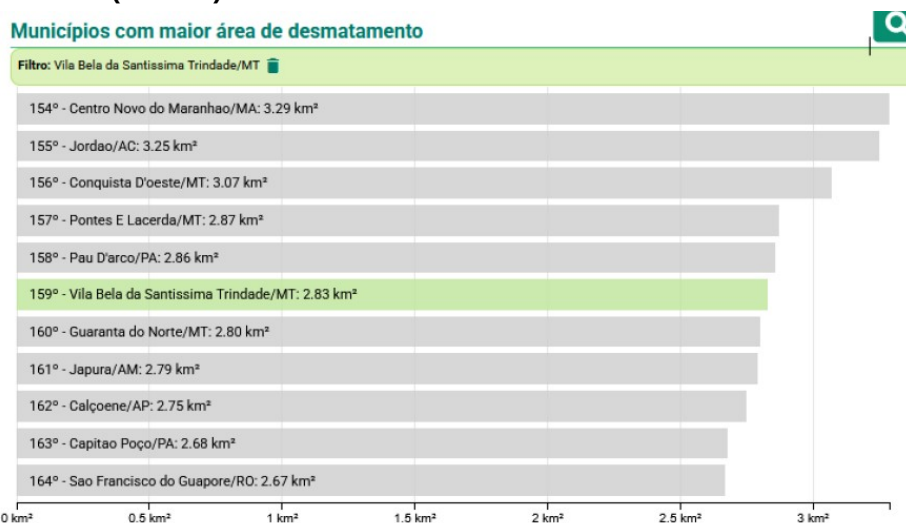 Municípios com maior área de desmatamento
Filtro: Vila Bela da Santissima Trindade/MT
154º - Centro Novo do Maranhao/MA: 3.29 km²
155º - Jordao/AC: 3.25 km²
156º - Conquista D'oeste/MT: 3.07 km²
157º - Pontes E Lacerda/MT: 2.87 km²
158º - Pau D'arco/PA: 2.86 km²
159º - Vila Bela da Santissima Trindade/MT: 2.83 km²
160º - Guaranta do Norte/MT: 2.80 km²
161º - Japura/AM: 2.79 km²
162º - Calçoene/AP: 2.75 km²
163º - Capitao Poço/PA: 2.68 km²
164º - Sao Francisco do Guapore/RO: 2.67 km²
0 km² 0.5 km² 1 km² 1.5 km² 2 km² 2.5 km² 3 km²